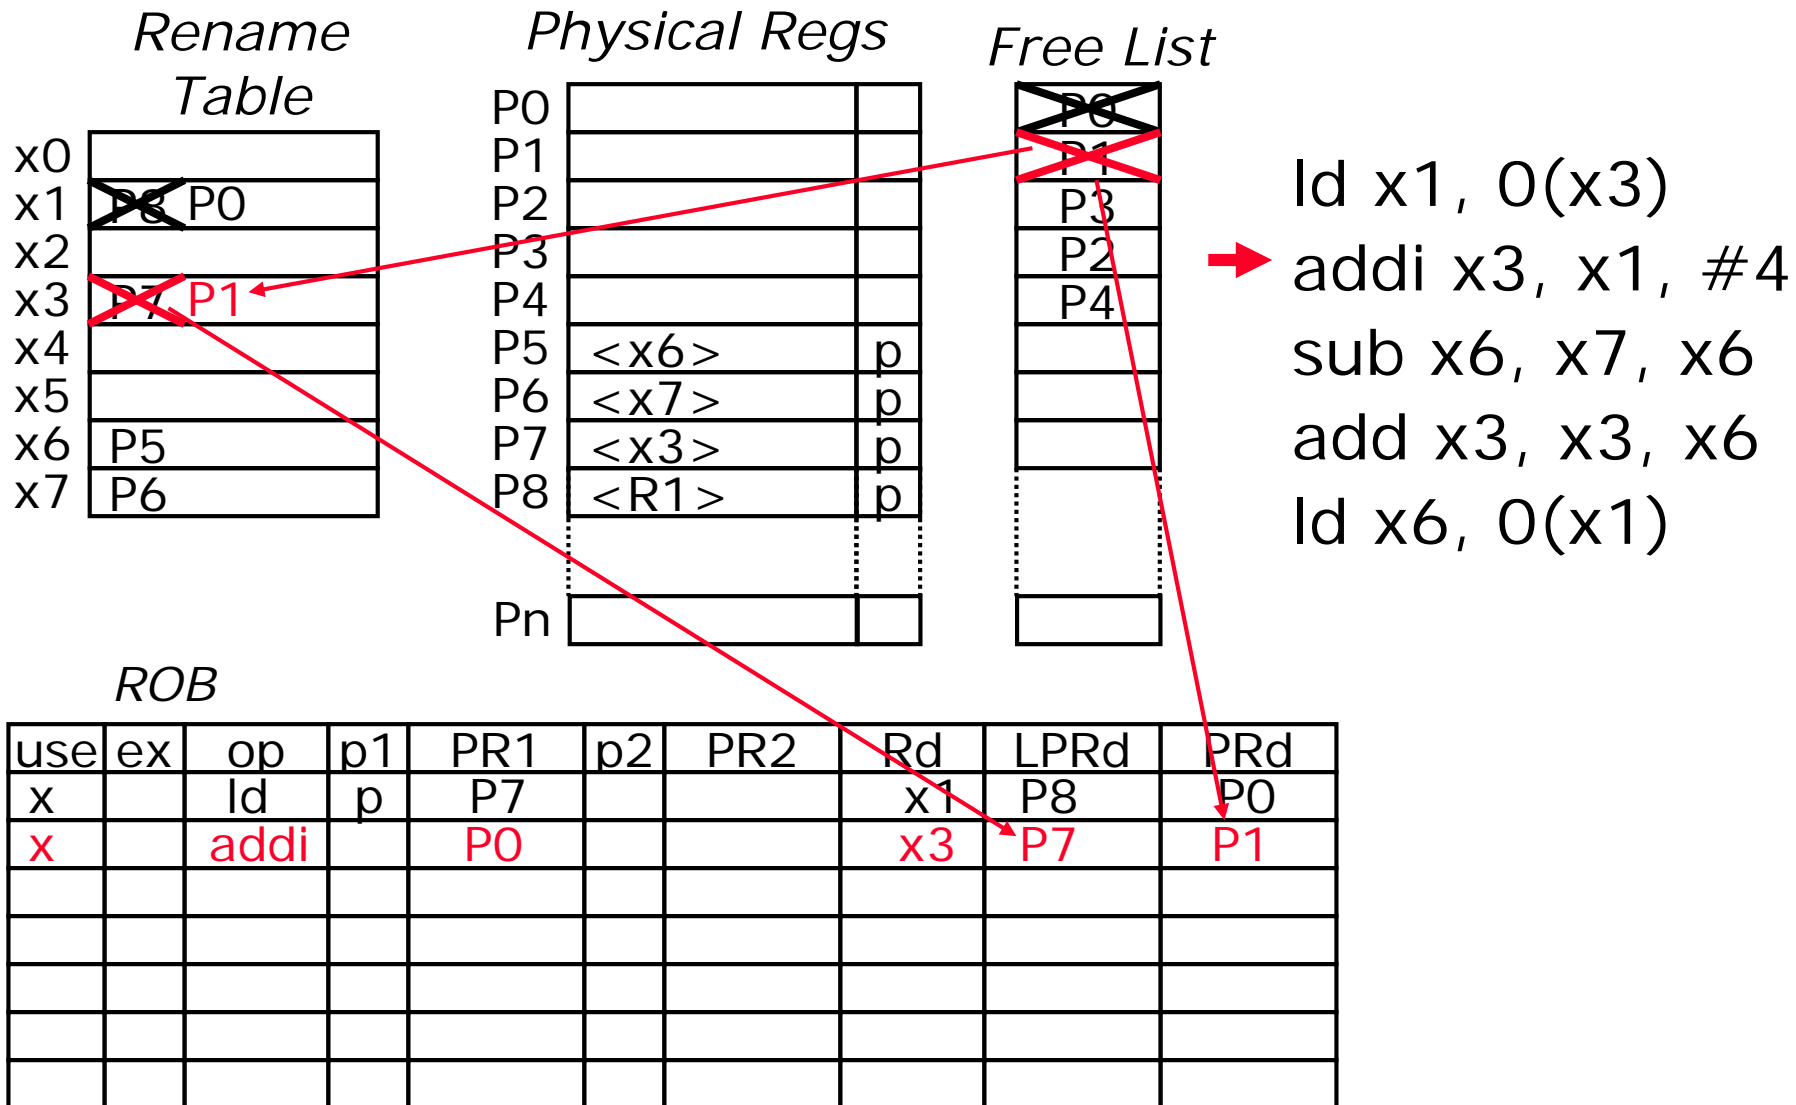 Rename Table
Physical Regs
Free List
x0
x1 P8 P0
x2
x3 P7 P1
x4
x5
x6 P5
x7 P6
P0
P1
P2
P3
P4
P5 <x6> p
P6 <x7> p
P7 <x3> p
P8 <R1> p
Pn
P0
P1
P3
P2
P4
ld x1, 0(x3)
addi x3, x1, #4
sub x6, x7, x6
add x3, x3, x6
ld x6, 0(x1)
ROB
use ex op p1 PR1 p2 PR2 Rd LPRd PRd
x ld p P7 x1 P8 P0
x addi P0 x3 P7 P1